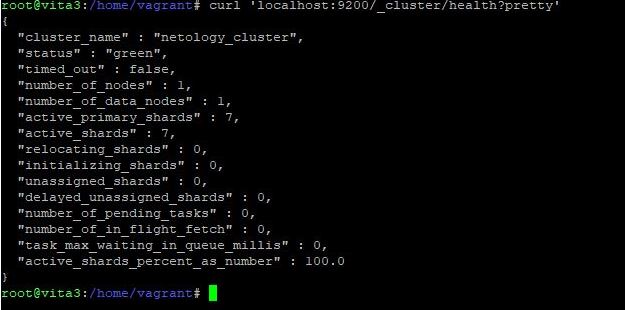 root@vita3:/home/vagrant# curl 'localhost:9200/_cluster/health?pretty'
{
  "cluster_name" : "netology_cluster",
  "status" : "green",
  "timed_out" : false,
  "number_of_nodes" : 1,
  "number_of_data_nodes" : 1,
  "active_primary_shards" : 7,
  "active_shards" : 7,
  "relocating_shards" : 0,
  "initializing_shards" : 0,
  "unassigned_shards" : 0,
  "delayed_unassigned_shards" : 0,
  "number_of_pending_tasks" : 0,
  "number_of_in_flight_fetch" : 0,
  "task_max_waiting_in_queue_millis" : 0,
  "active_shards_percent_as_number" : 100.0
}
root@vita3:/home/vagrant#